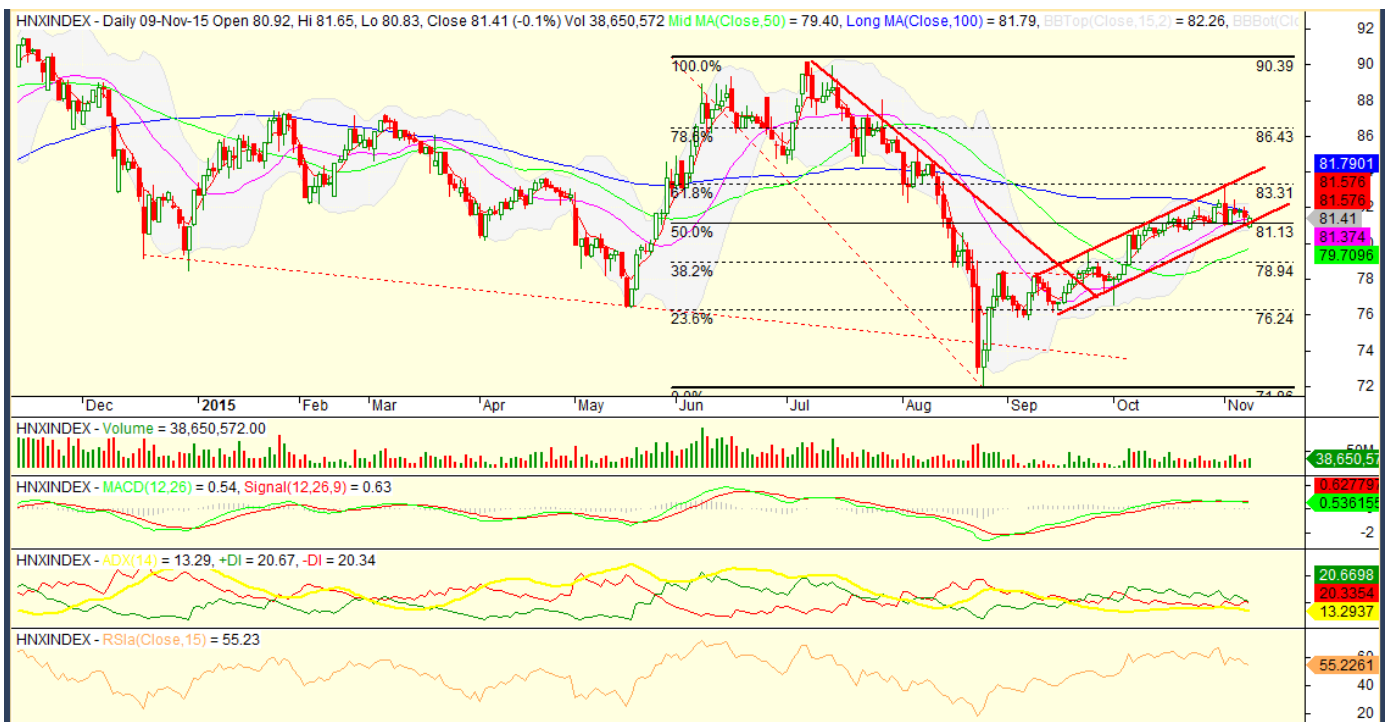 HNXINDEX - Daily 09-Nov-15 Open 80.92, Hi 81.65, Lo 80.83, Close 81.41 (-0.1%) Vol 38,650,572 Mid MA(Close,50) = 79.40, Long MA(Close,100) = 81.79, BBTop(Close,15,2) = 82.26, BBBot(Clo
92
100.0% 90.39 90
88
78.6% 86.43 86
81.7901
81.576
61.8% 83.31 81.576
81.41
50.0% 81.13 81.374
79.7096
38.2% 78.94 78
23.6% 76.24 76
74
72
0.0% 71.86
Dec 2015 Feb Mar Apr May Jun Jul Aug Sep Oct Nov
HNXINDEX - Volume = 38,650,572.00
50M
38,650,57
HNXINDEX - MACD(12,26) = 0.54, Signal(12,26,9) = 0.63
0.627797
0.536155
-2
HNXINDEX - ADX(14) = 13.29, +DI = 20.67, -DI = 20.34
20.6698
20.3354
13.2937
HNXINDEX - RSIa(Close,15) = 55.23
60
55.2261
40
20